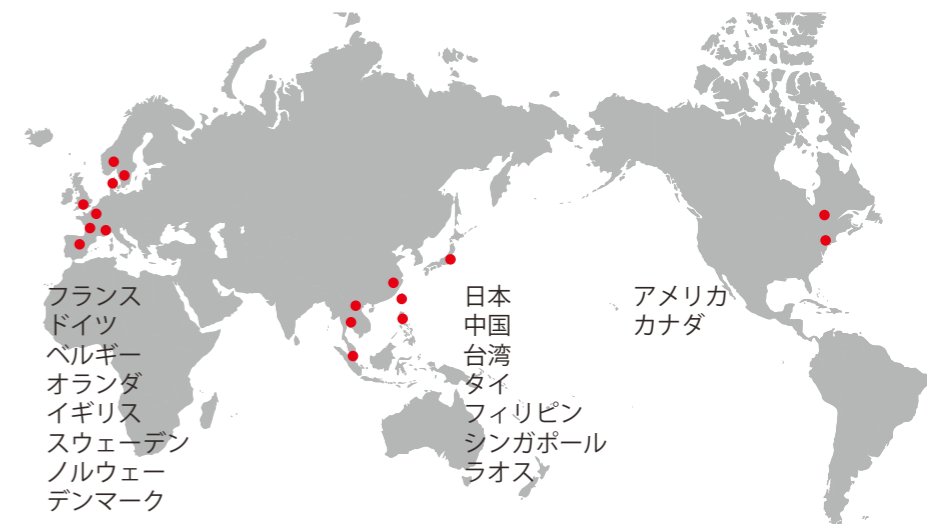 フランス
ドイツ
ベルギー
オランダ
イギリス
スウェーデン
ノルウェー
デンマーク
日本
中国
台湾
タイ
フィリピン
シンガポール
ラオス
アメリカ
カナダ